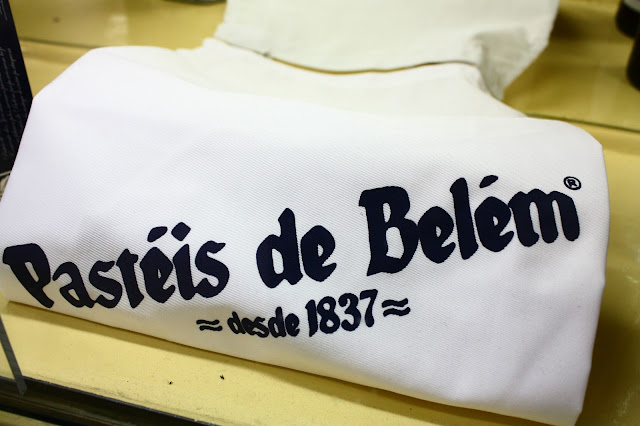 Pastéis de Belém®
≈ desde 1837 ≈